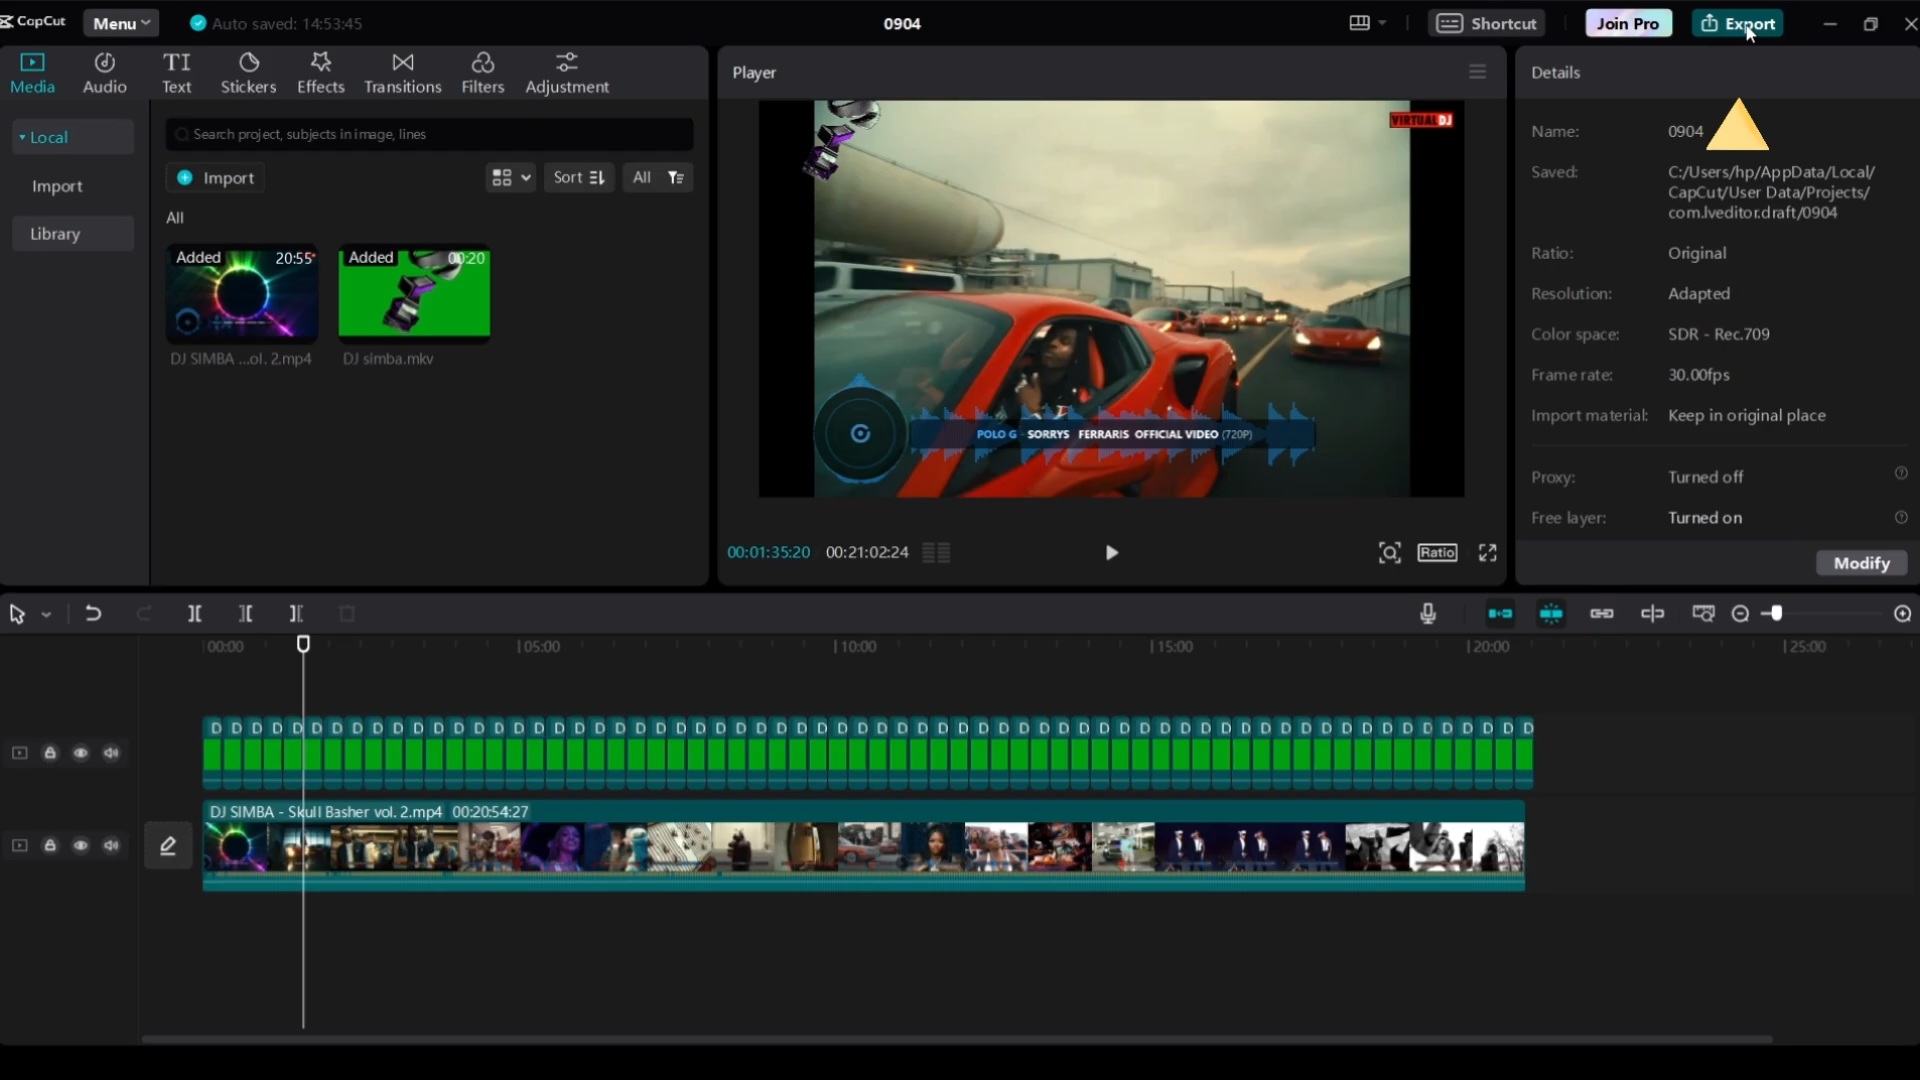 CapCut
Menu
Auto saved: 14:53:45
0904
Shortcut
Join Pro
Export
Media
Audio
TI
Text
Stickers
Effects
Transitions
Filters
Adjustment
Player
Details
Local
Import
Library
Search project, subjects in image, lines
Import
Sort
All
All
Added
20:55
Added
00:20
DJ SIMBA ...ol. 2.mp4
DJ simba.mkv
VIRTUAL DJ
POLO G - SORRYS FERRARIS OFFICIAL VIDEO (720P)
00:01:35:20
00:21:02:24
Ratio
Name:
0904
Saved:
C:/Users/hp/AppData/Local/
CapCut/User Data/Projects/
com.lveditor.draft/0904
Ratio:
Original
Resolution:
Adapted
Color space:
SDR - Rec.709
Frame rate:
30.00fps
Import material:
Keep in original place
Proxy:
Turned off
Free layer:
Turned on
Modify
00:00
05:00
10:00
15:00
20:00
25:00
D D D D D D D D D D D D D D D D D D D D D D D D D D D D D D D D D D D D D D D D D D D D D D D D D D D D D D D D D D D D D D D D D D
DJ SIMBA - Skull Basher vol. 2.mp4 00:20:54:27